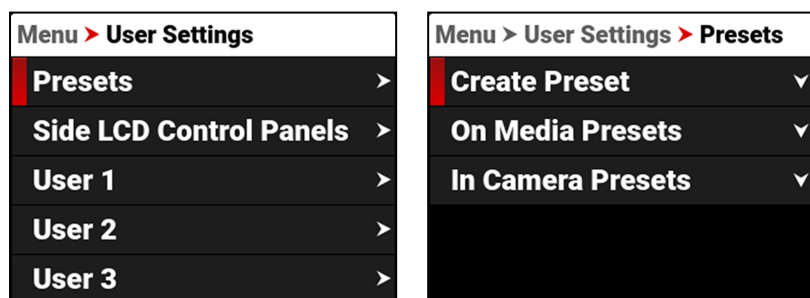 Menu > User Settings
Presets
Side LCD Control Panels
User 1
User 2
User 3
Menu > User Settings > Presets
Create Preset
On Media Presets
In Camera Presets